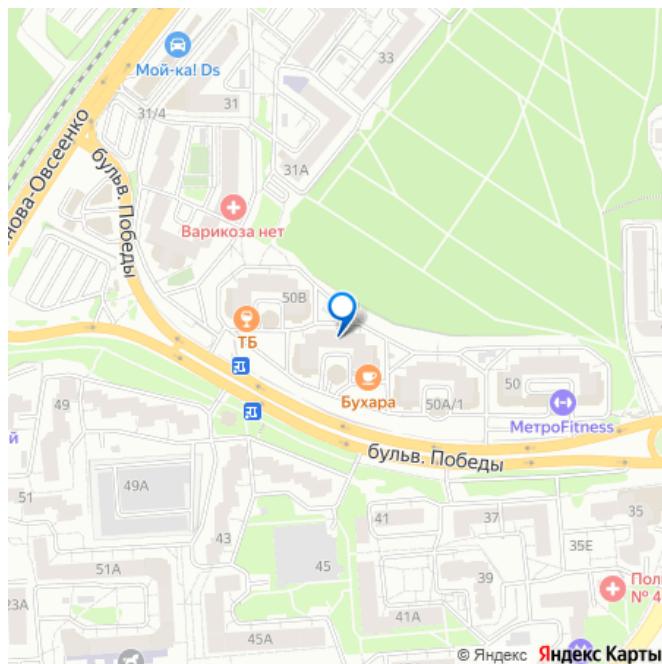 33
Мой-ка! Ds
31
31/4
31А
нова-Овсеенко
бульв. Победы
Варикоза нет
50В
ТБ
Бухара
50А/1
50
МетроFitness
бульв. Победы
49
й
49А
51
43
41
37
35
35Е
45
51А
39
Пол
№ 4
23А
41А
45А
© Яндекс Яндекс Карты